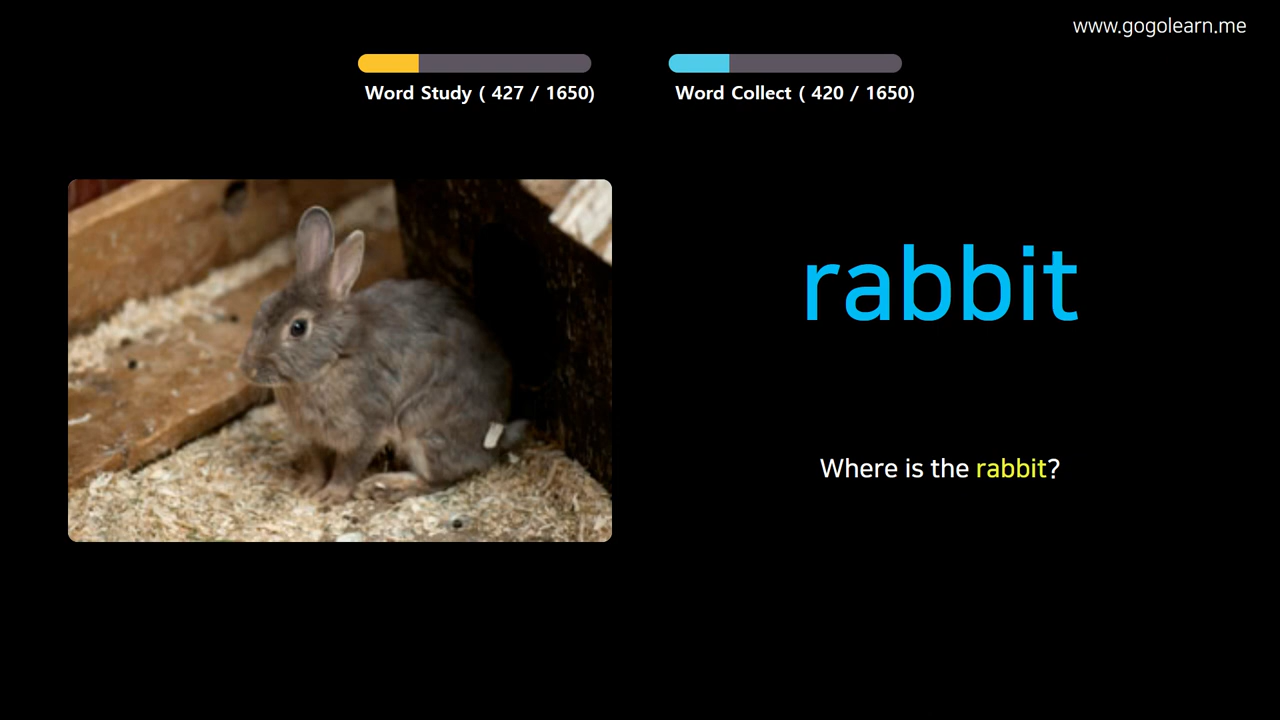 www.gogolearn.me
Word Study ( 427 / 1650)
Word Collect ( 420 / 1650)
rabbit
Where is the rabbit?